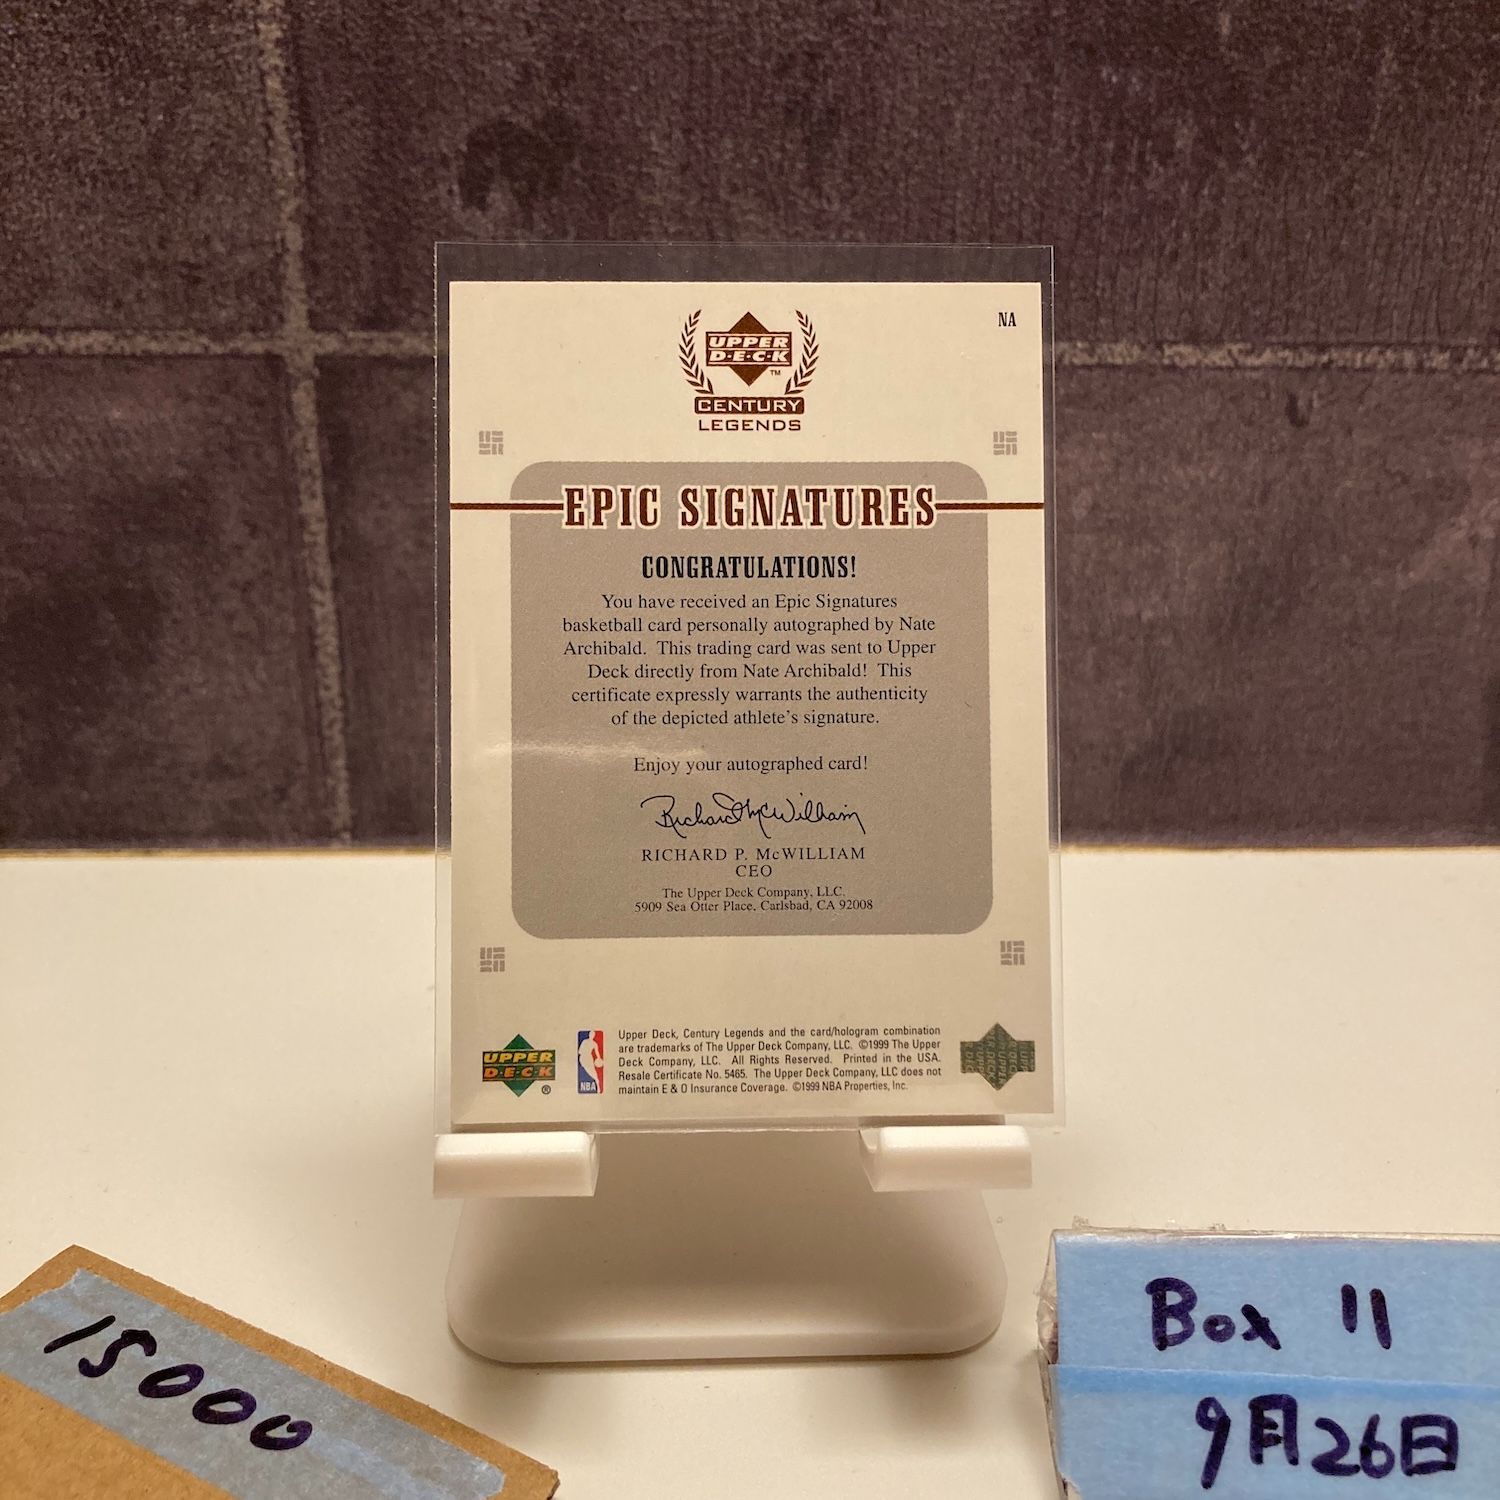 NA
UPPER
D·E·C·K
TM
CENTURY
LEGENDS
EPIC SIGNATURES
CONGRATULATIONS!
You have received an Epic Signatures
basketball card personally autographed by Nate
Archibald. This trading card was sent to Upper
Deck directly from Nate Archibald! This
certificate expressly warrants the authenticity
of the depicted athlete's signature.
Enjoy your autographed card!
Richard McWilliam
RICHARD P. McWILLIAM
CEO
The Upper Deck Company, LLC.
5909 Sea Otter Place, Carlsbad, CA 92008
UPPER
D·E·C·K
®
NBA
Upper Deck, Century Legends and the card/hologram combination
are trademarks of The Upper Deck Company, LLC. ©1999 The Upper
Deck Company, LLC. All Rights Reserved. Printed in the USA.
Resale Certificate No. 5465. The Upper Deck Company, LLC does not
maintain E & O Insurance Coverage. ©1999 NBA Properties, Inc.
15000
Box 11
9月26日